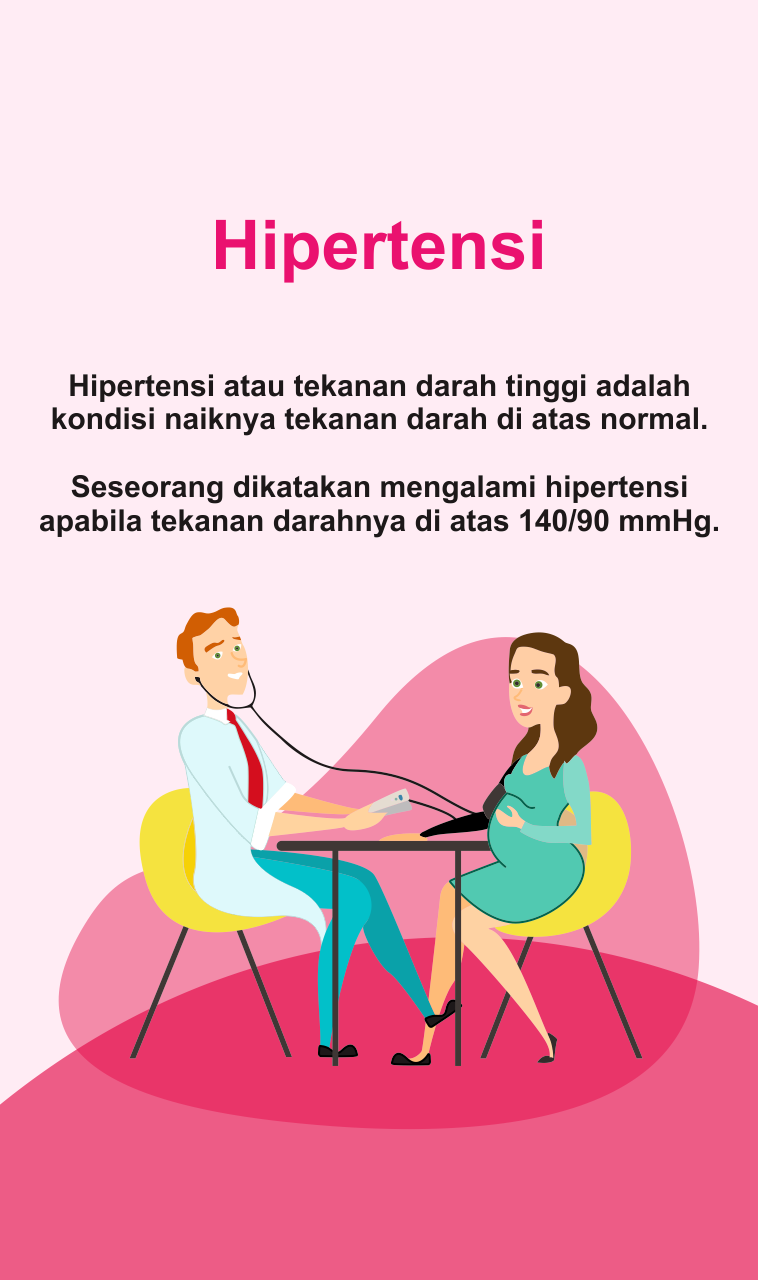 Hipertensi
Hipertensi atau tekanan darah tinggi adalah
kondisi naiknya tekanan darah di atas normal.
Seseorang dikatakan mengalami hipertensi
apabila tekanan darahnya di atas 140/90 mmHg.